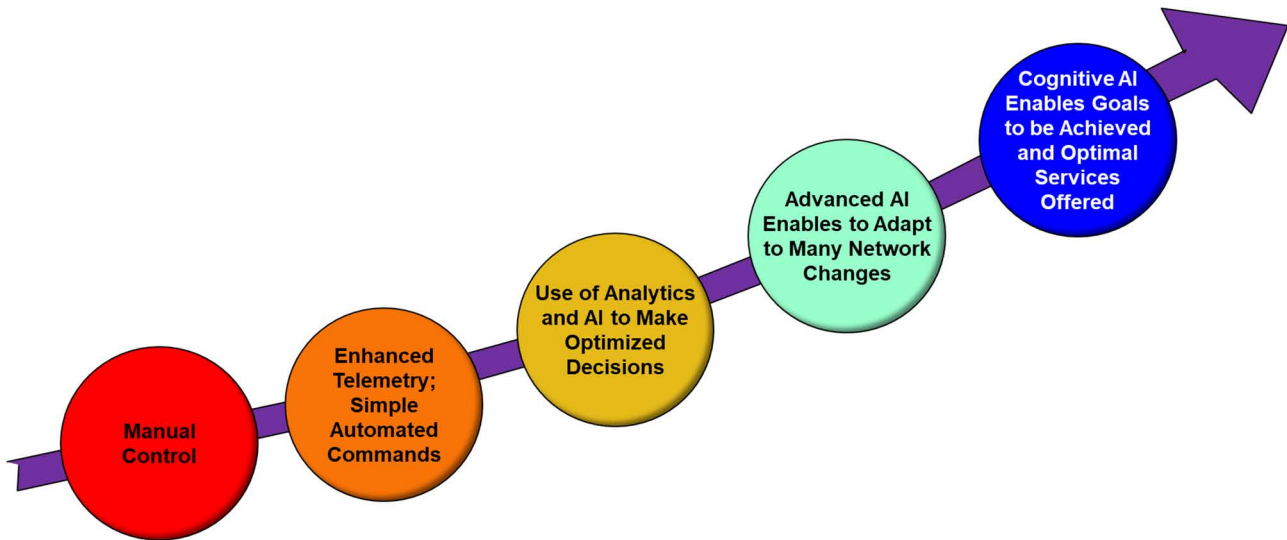 Manual
Control
Enhanced
Telemetry;
Simple
Automated
Commands
Use of Analytics
and AI to Make
Optimized
Decisions
Advanced AI
Enables to Adapt
to Many Network
Changes
Cognitive AI
Enables Goals
to be Achieved
and Optimal
Services
Offered